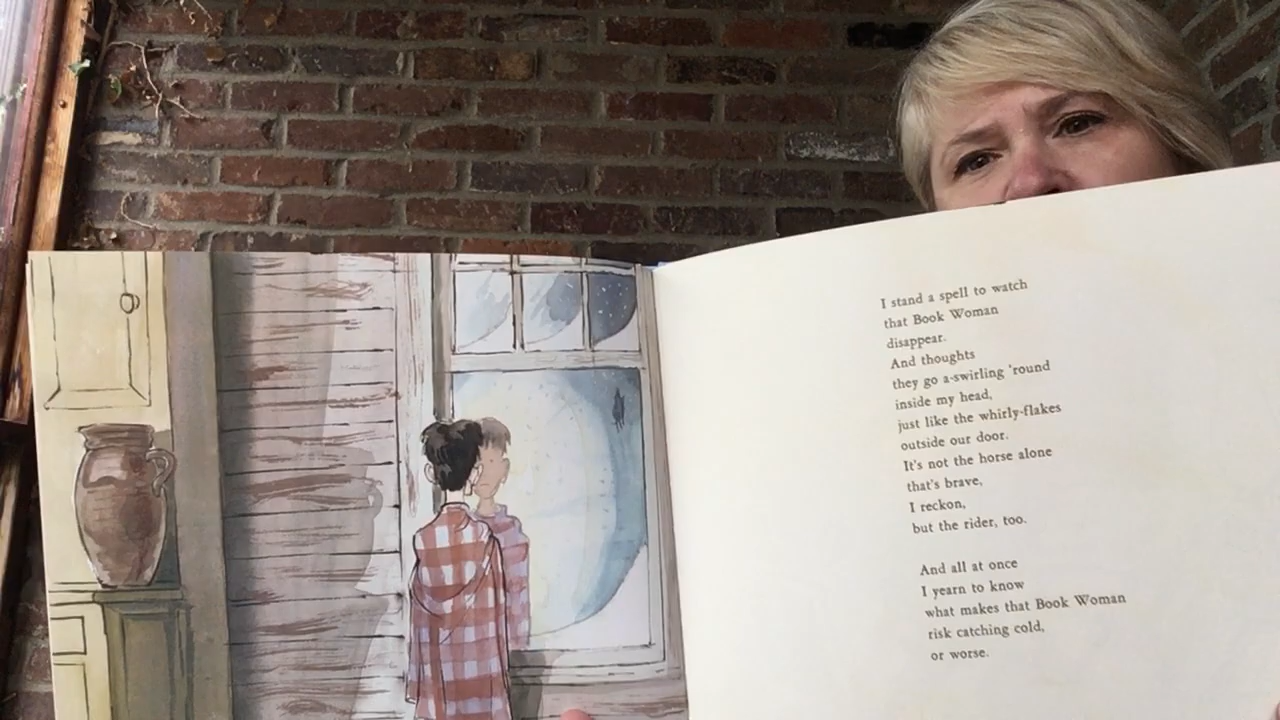 I stand a spell to watch
that Book Woman
disappear.
And thoughts
they go a-swirling 'round
inside my head,
just like the whirly-flakes
outside our door.
It's not the horse alone
that's brave,
I reckon,
but the rider, too.
And all at once
I yearn to know
what makes that Book Woman
risk catching cold,
or worse.